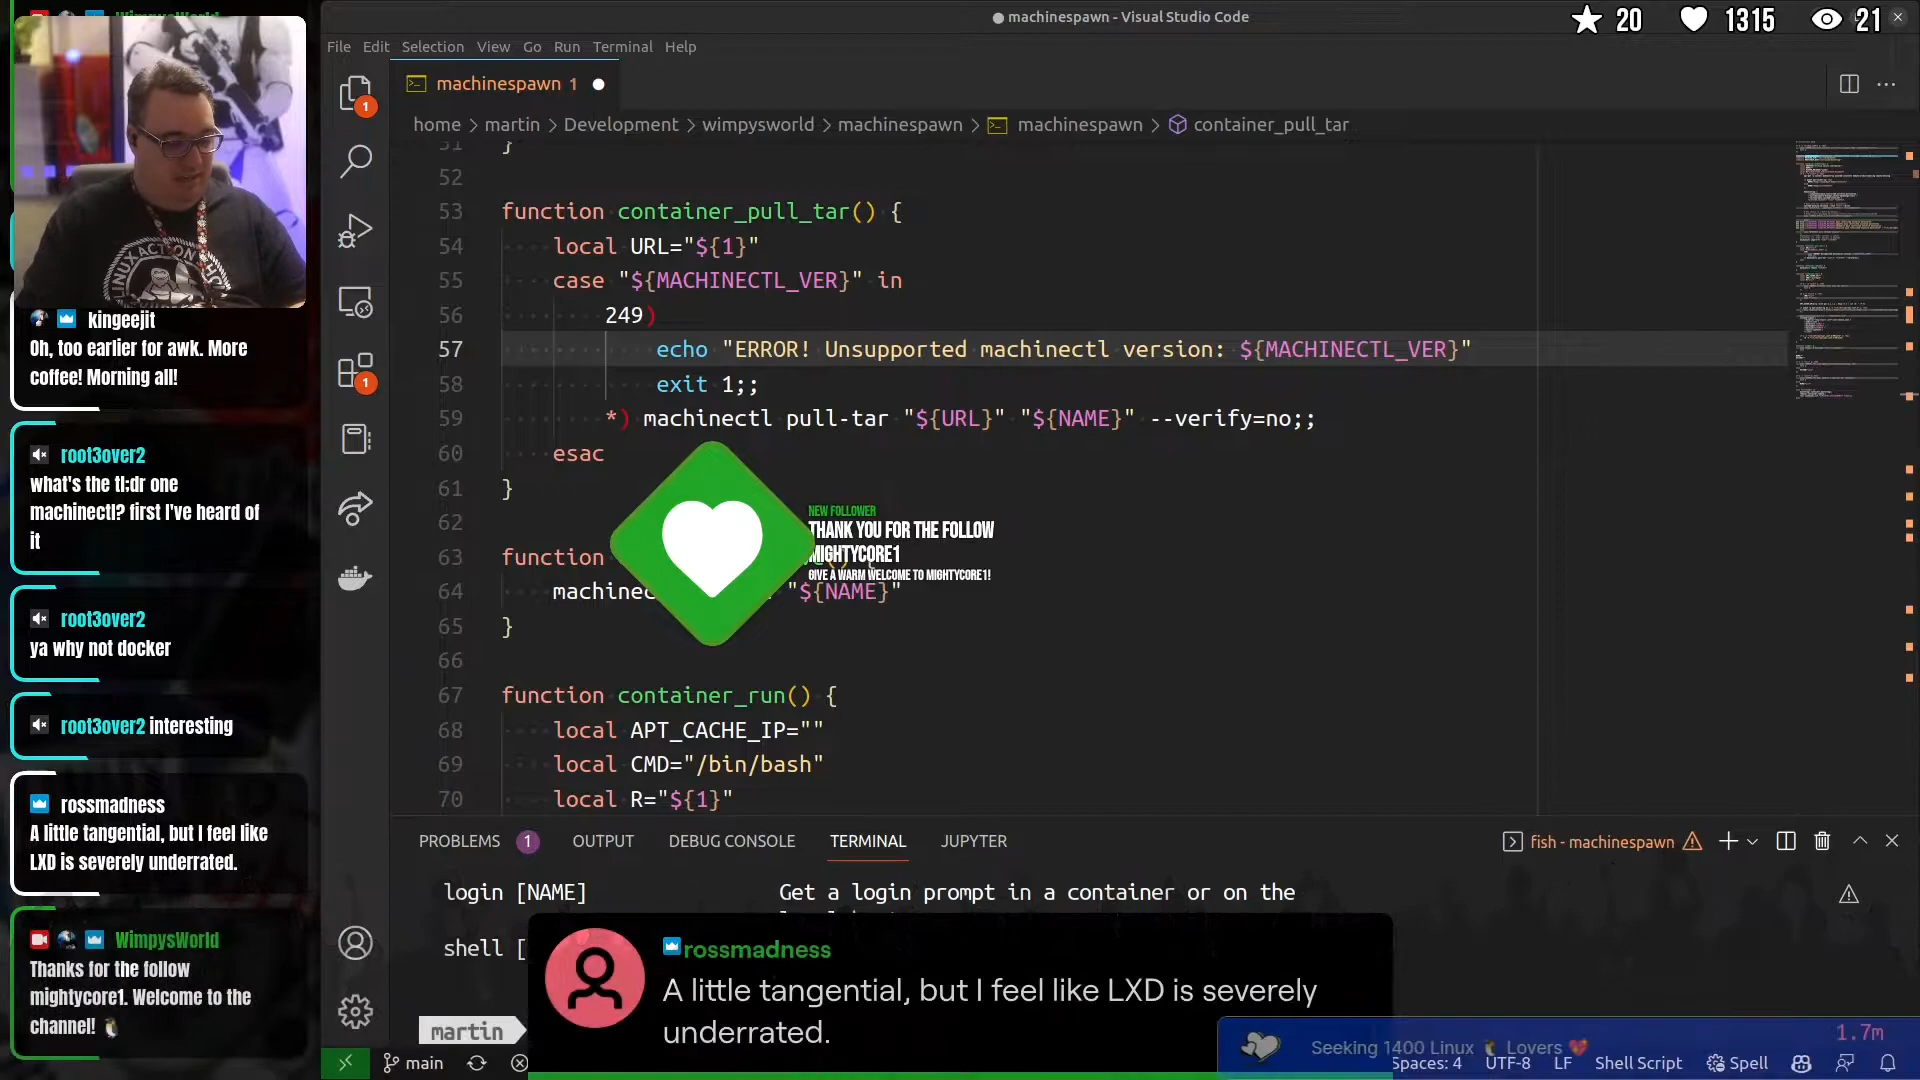 machinespawn - Visual Studio Code
20
1315
21
File Edit Selection View Go Run Terminal Help
machinespawn 1
home > martin > Development > wimpysworld > machinespawn > machinespawn > container_pull_tar
51 }
52
53 function container_pull_tar() {
54 local URL="${1}"
55 case "${MACHINECTL_VER}" in
56 249)
57 echo "ERROR! Unsupported machinectl version: ${MACHINECTL_VER}"
58 exit 1;;
59 *) machinectl pull-tar "${URL}" "${NAME}" --verify=no;;
60 esac
61 }
62
63 function
64 machinec "${NAME}"
65 }
66
67 function container_run() {
68 local APT_CACHE_IP=""
69 local CMD="/bin/bash"
70 local R="${1}"
NEW FOLLOWER
THANK YOU FOR THE FOLLOW
MIGHTYCORE1
GIVE A WARM WELCOME TO MIGHTYCORE1!
LINUX ACTION SHOW
kingeejit
Oh, too earlier for awk. More
coffee! Morning all!
root3over2
what's the tl;dr one
machinectl? first I've heard of
it
root3over2
ya why not docker
root3over2 interesting
rossmadness
A little tangential, but I feel like
LXD is severely underrated.
WimpysWorld
Thanks for the follow
mightycore1. Welcome to the
channel!
1
1
PROBLEMS 1 OUTPUT DEBUG CONSOLE TERMINAL JUPYTER
fish - machinespawn
login [NAME] Get a login prompt in a container or on the
shell [
martin
rossmadness
A little tangential, but I feel like LXD is severely
underrated.
1.7m
Seeking 1400 Linux Lovers
main
Spaces: 4 UTF-8 LF Shell Script Spell